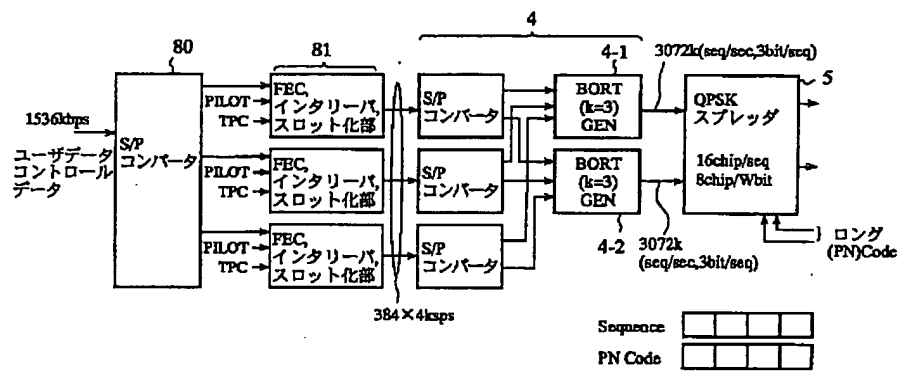 80
81
4
4-1
3072k(seq/sec,3bit/seq)
5
1536kbps
ユーザデータ
コントロール
データ
S/P
コンバータ
PILOT
TPC
FEC,
インタリーバ,
スロット化部
PILOT
TPC
FEC,
インタリーバ,
スロット化部
PILOT
TPC
FEC,
インタリーバ,
スロット化部
384×4ksps
S/P
コンバータ
S/P
コンバータ
S/P
コンバータ
BORT
(k=3)
GEN
BORT
(k=3)
GEN
4-2
3072k
(seq/sec,3bit/seq)
QPSK
スプレッダ
16chip/seq
8chip/Wbit
ロング
(PN)Code
Sequence
PN Code